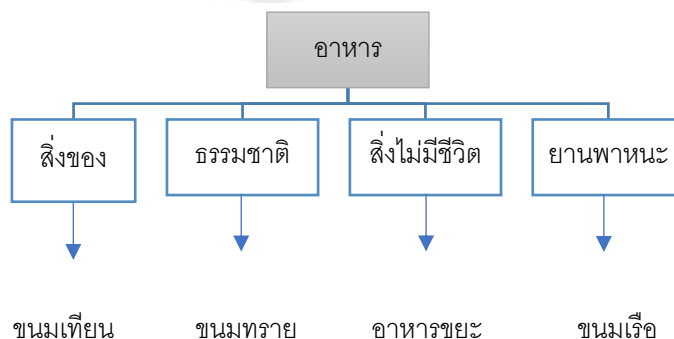 อาหาร
สิ่งของ ธรรมชาติ สิ่งไม่มีชีวิต ยานพาหนะ
ขนมเทียน ขนมทราย อาหารขยะ ขนมเรือ